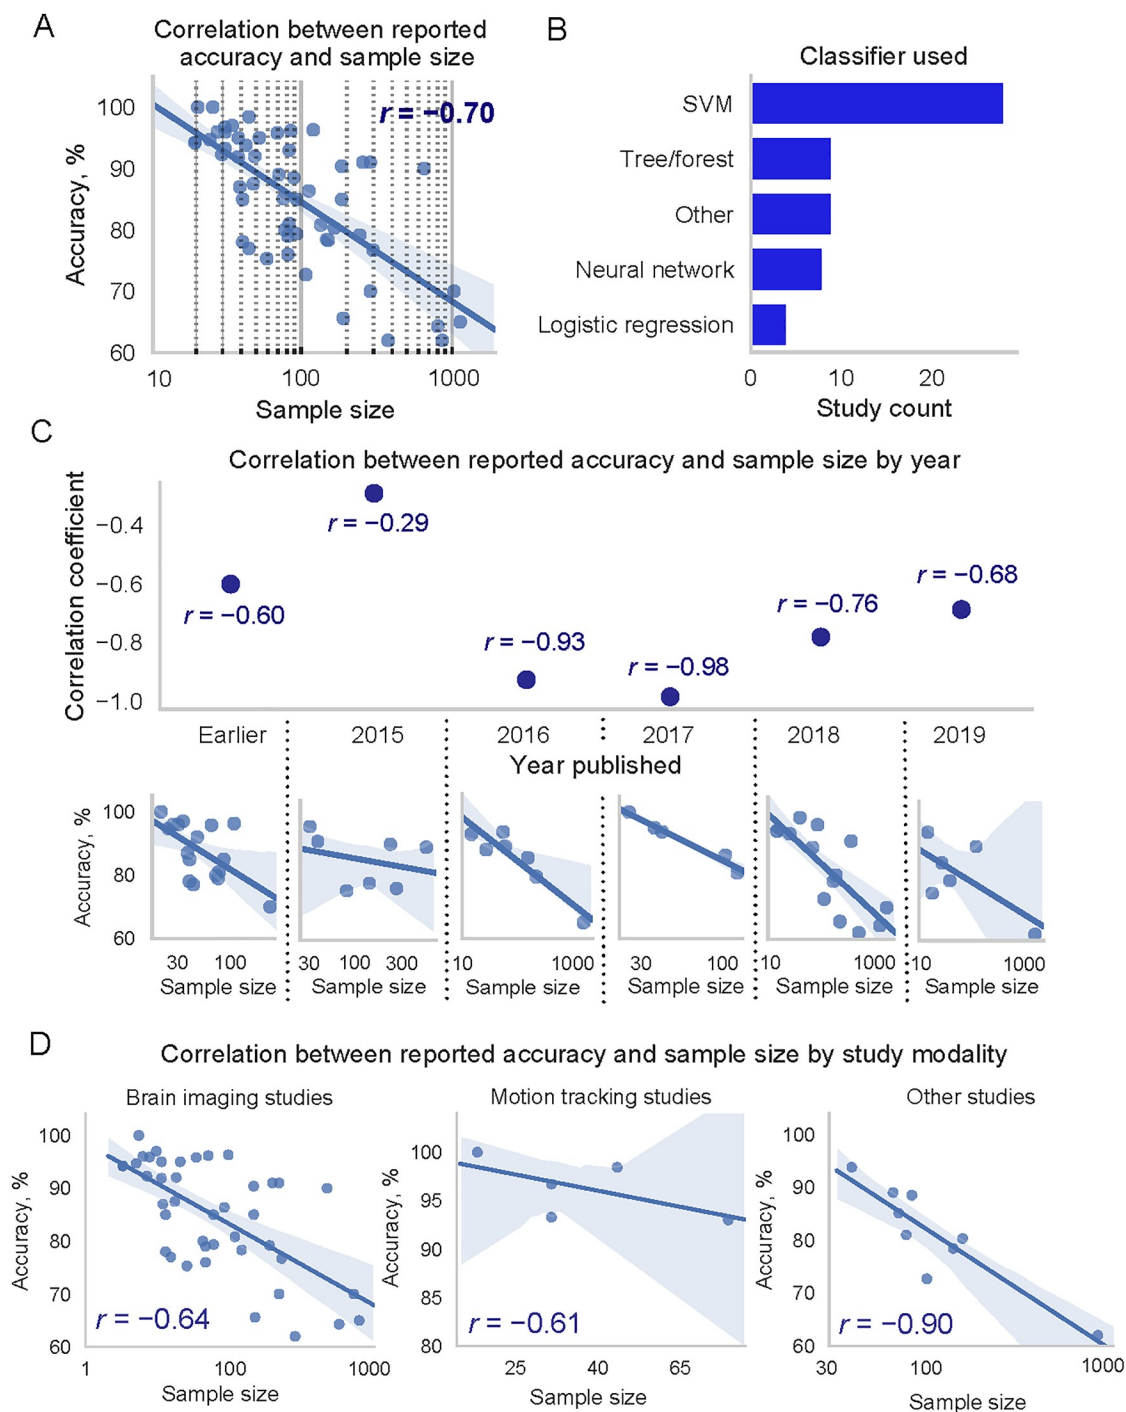 A
Correlation between reported
accuracy and sample size
r = −0.70
Accuracy, %
100
90
80
70
60
10
100
1000
Sample size
B
Classifier used
SVM
Tree/forest
Other
Neural network
Logistic regression
0
10
20
Study count
C
Correlation between reported accuracy and sample size by year
Correlation coefficient
−0.4
−0.6
−0.8
−1.0
r = −0.60
r = −0.29
r = −0.93
r = −0.98
r = −0.76
r = −0.68
Earlier
2015
2016
2017
2018
2019
Year published
Accuracy, %
100
80
60
30 100
Sample size
30 100 300
Sample size
10 1000
Sample size
30 100
Sample size
10 1000
Sample size
10 1000
Sample size
D
Correlation between reported accuracy and sample size by study modality
Brain imaging studies
Accuracy, %
100
90
80
70
60
r = −0.64
1 100 1000
Sample size
Motion tracking studies
Accuracy, %
100
95
90
85
80
r = −0.61
25 40 65
Sample size
Other studies
Accuracy, %
100
90
80
70
60
r = −0.90
30 100 1000
Sample size